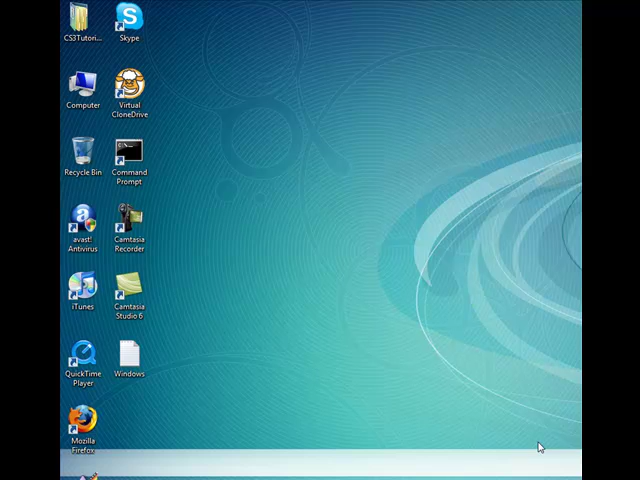 CS3Tutori...
Skype
Computer
Virtual
CloneDrive
Recycle Bin
Command
Prompt
avast!
Antivirus
Camtasia
Recorder
iTunes
Camtasia
Studio 6
QuickTime
Player
Windows
Mozilla
Firefox